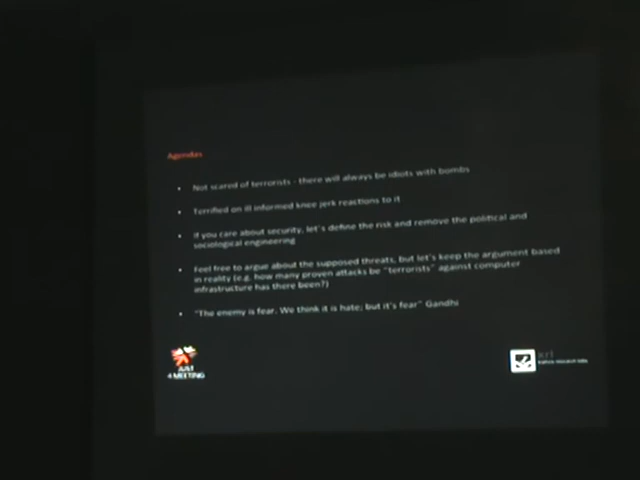 Agendas
Not scared of terrorists - there will always be idiots with bombs
Terrified on ill informed knee jerk reactions to it
If you care about security, let's define the risk and remove the political and
sociological engineering
Feel free to argue about the supposed threats, but let's keep the argument based
in reality (e.g. how many proven attacks be "terrorists" against computer
infrastructure has there been?)
"The enemy is fear. We think it is hate; but it's fear" Gandhi
JUST
4 MEETING